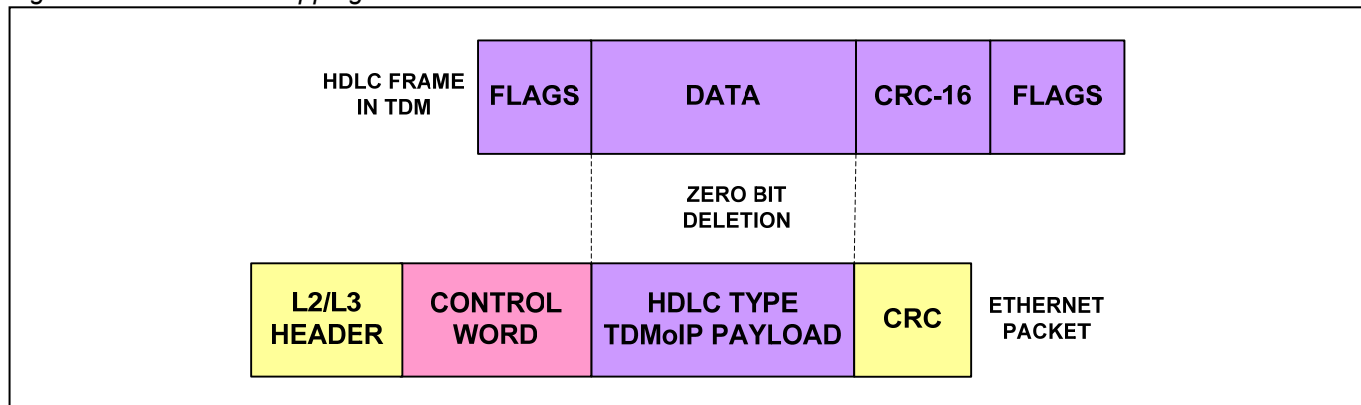 HDLC FRAME
IN TDM
FLAGS
DATA
CRC-16
FLAGS
ZERO BIT
DELETION
L2/L3
HEADER
CONTROL
WORD
HDLC TYPE
TDMoIP PAYLOAD
CRC
ETHERNET
PACKET